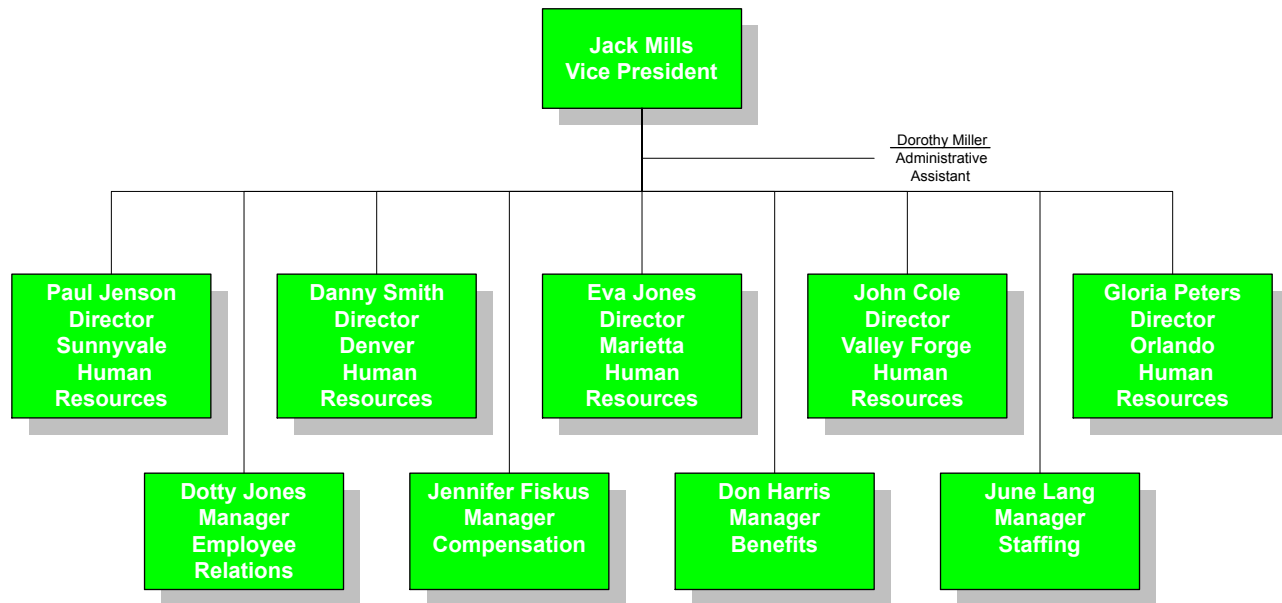 Jack Mills
Vice President
Dorothy Miller
Administrative
Assistant
Paul Jenson
Director
Sunnyvale
Human
Resources
Danny Smith
Director
Denver
Human
Resources
Eva Jones
Director
Marietta
Human
Resources
John Cole
Director
Valley Forge
Human
Resources
Gloria Peters
Director
Orlando
Human
Resources
Dotty Jones
Manager
Employee
Relations
Jennifer Fiskus
Manager
Compensation
Don Harris
Manager
Benefits
June Lang
Manager
Staffing